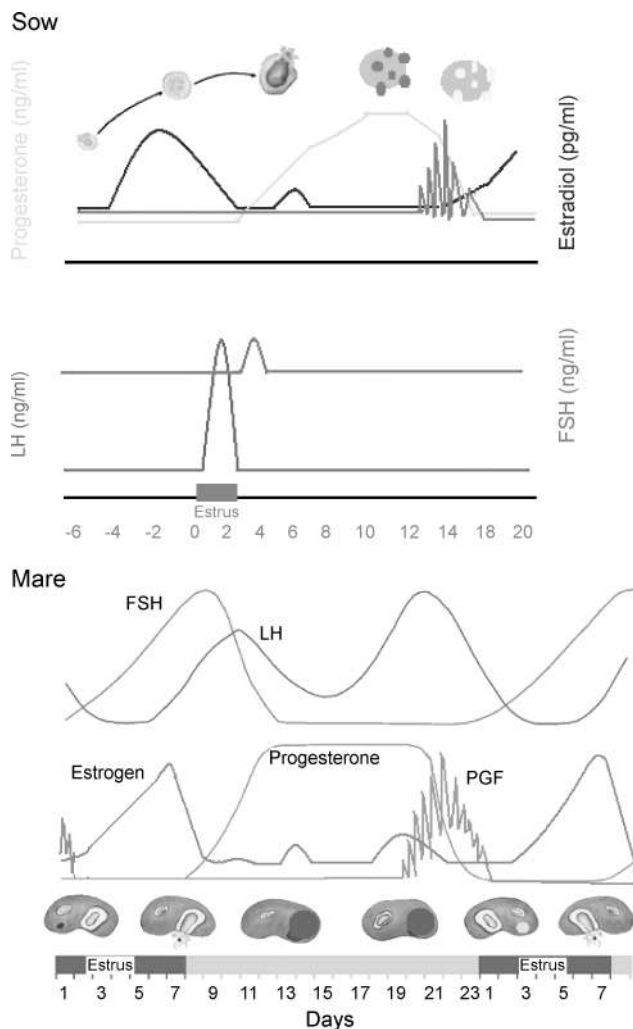 Sow
Progesterone (ng/ml)
Estradiol (pg/ml)
LH (ng/ml)
FSH (ng/ml)
Estrus
-6 -4 -2 0 2 4 6 8 10 12 14 18 20
Mare
FSH
LH
Estrogen
Progesterone
PGF
Estrus Estrus
1 3 5 7 9 11 13 15 17 19 21 23 1 3 5 7
Days